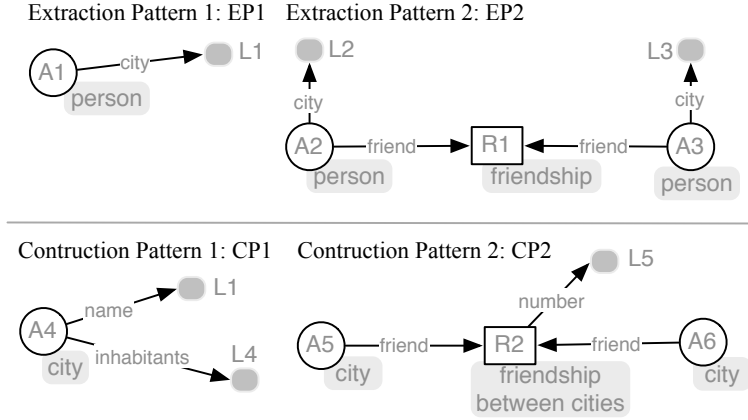 Extraction Pattern 1: EP1
Extraction Pattern 2: EP2
A1
city
L1
person
L2
L3
city
city
A2
friend
R1
friend
A3
person
friendship
person
Contruction Pattern 1: CP1
Contruction Pattern 2: CP2
L1
L5
name
number
A4
inhabitants
L4
city
A5
friend
R2
friend
A6
city
friendship
between cities
city